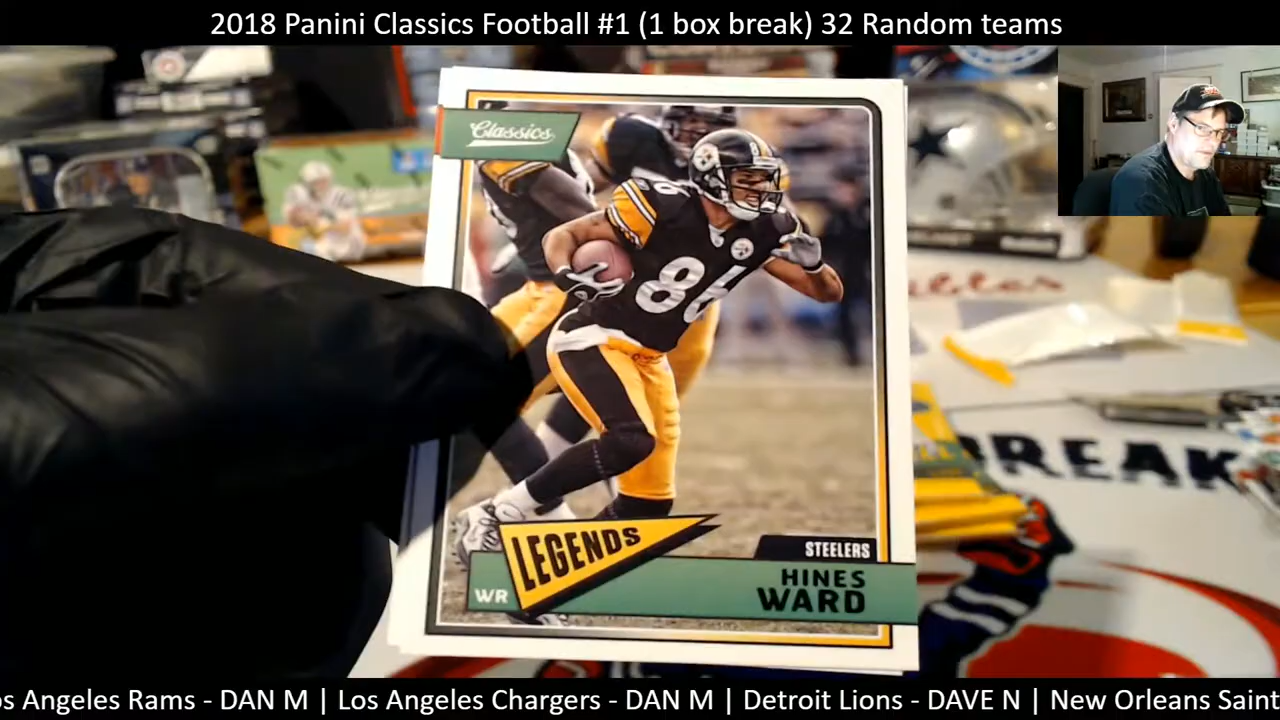 2018 Panini Classics Football #1 (1 box break) 32 Random teams
Classics
86
LEGENDS
STEELERS
WR
HINES
WARD
BREAK
os Angeles Rams - DAN M | Los Angeles Chargers - DAN M | Detroit Lions - DAVE N | New Orleans Saint